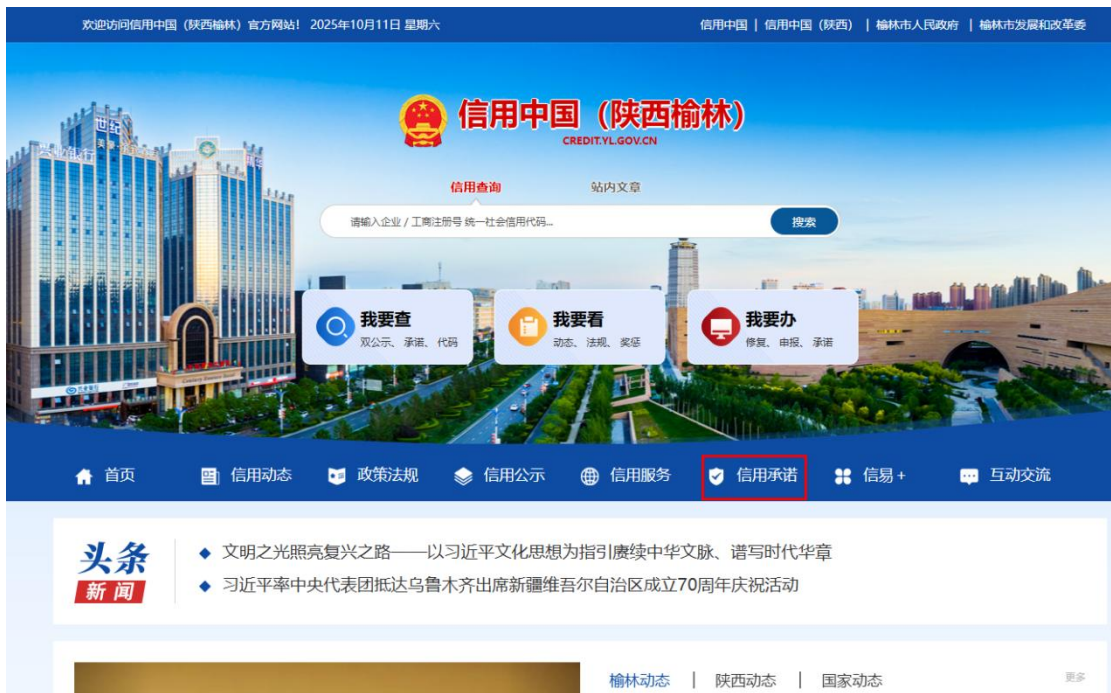 欢迎访问信用中国（陕西榆林）官方网站！ 2025年10月11日 星期六
信用中国 | 信用中国（陕西） | 榆林市人民政府 | 榆林市发展和改革委
信用中国（陕西榆林）
CREDIT.YL.GOV.CN
信用查询 站内文章
请输入企业 / 工商注册号 统一社会信用代码...
搜索
世纪
我要查
双公示、承诺、代码
我要看
动态、法规、奖惩
我要办
修复、申报、承诺
首页 信用动态 政策法规 信用公示 信用服务 信用承诺 信易+ 互动交流
头条
新闻
文明之光照亮复兴之路——以习近平文化思想为指引赓续中华文脉、谱写时代华章
习近平率中央代表团抵达乌鲁木齐出席新疆维吾尔自治区成立70周年庆祝活动
榆林动态 | 陕西动态 | 国家动态
更多